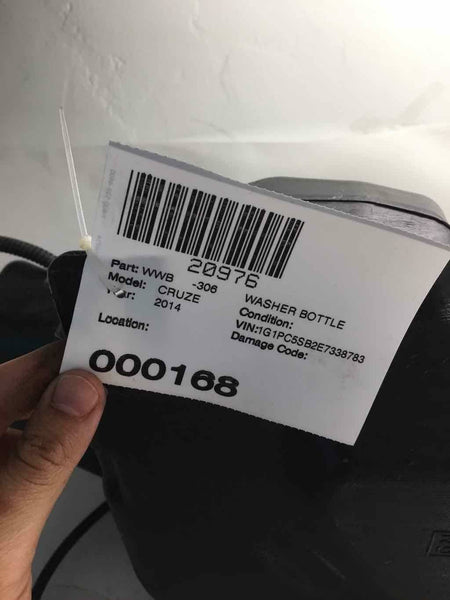 20976
Part: WWB -306 WASHER BOTTLE
Model: CRUZE Condition:
2014 VIN:1G1PC5SB2E7338783
Location: Damage Code:
000168